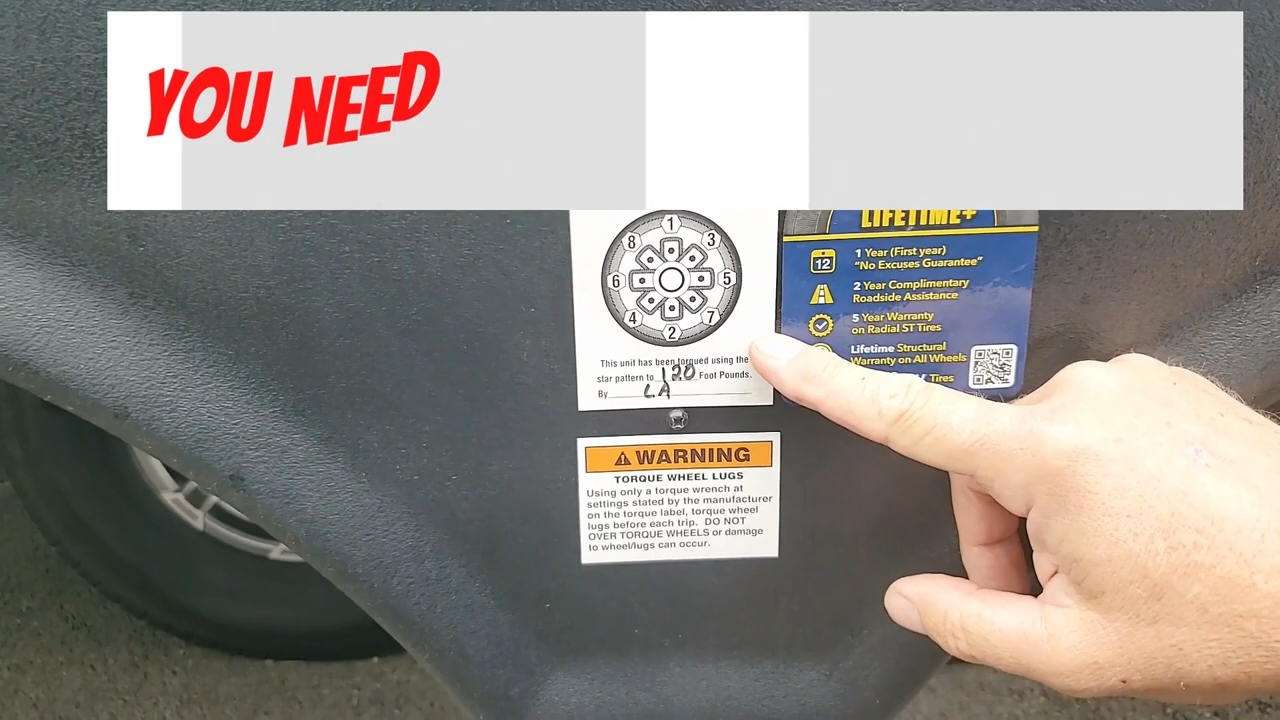 YOU NEED
1
8 3
6 5
4 7
2
This unit has been torqued using the
star pattern to 120 Foot Pounds.
By LA
LIFETIME+
12
1 Year (First year)
"No Excuses Guarantee"
2 Year Complimentary
Roadside Assistance
5 Year Warranty
on Radial ST Tires
Lifetime Structural
Warranty on All Wheels
Tires
WARNING
TORQUE WHEEL LUGS
Using only a torque wrench at
settings stated by the manufacturer
on the torque label, torque wheel
lugs before each trip. DO NOT
OVER TORQUE WHEELS or damage
to wheel/lugs can occur.